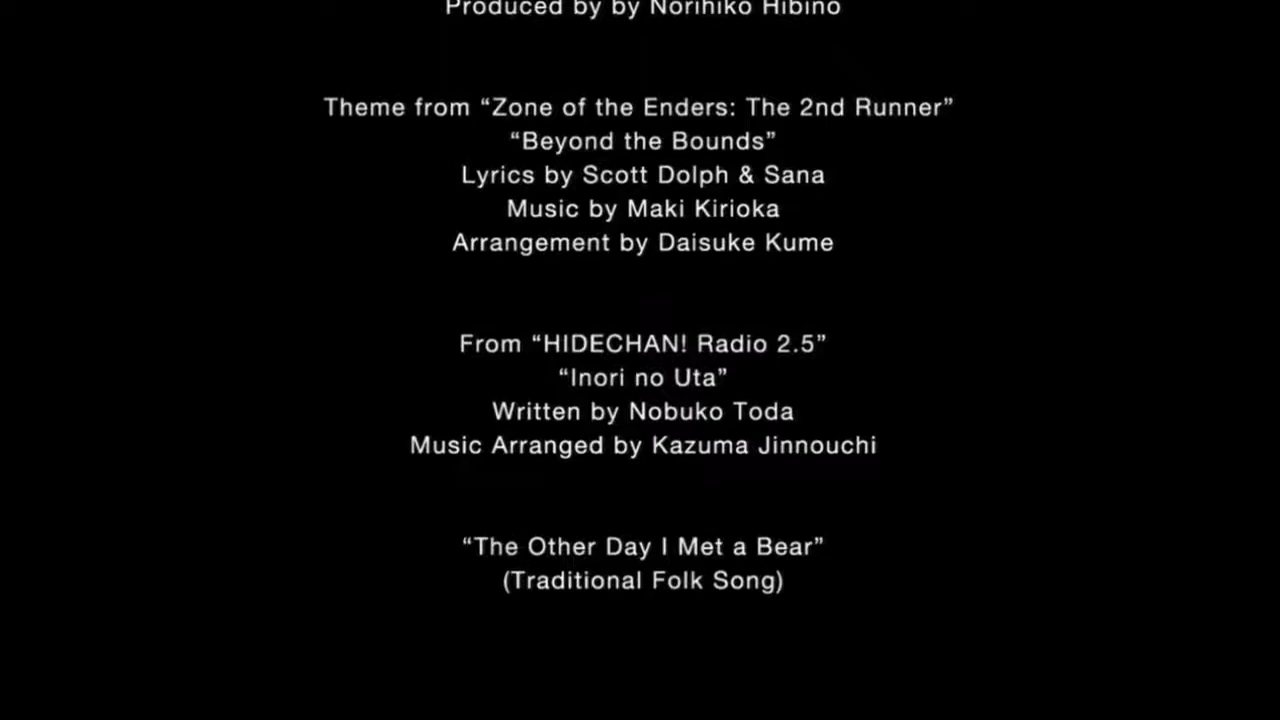 Produced by by Norihiko Hibino
Theme from “Zone of the Enders: The 2nd Runner”
“Beyond the Bounds”
Lyrics by Scott Dolph & Sana
Music by Maki Kirioka
Arrangement by Daisuke Kume
From “HIDECHAN! Radio 2.5”
“Inori no Uta”
Written by Nobuko Toda
Music Arranged by Kazuma Jinnouchi
“The Other Day I Met a Bear”
(Traditional Folk Song)